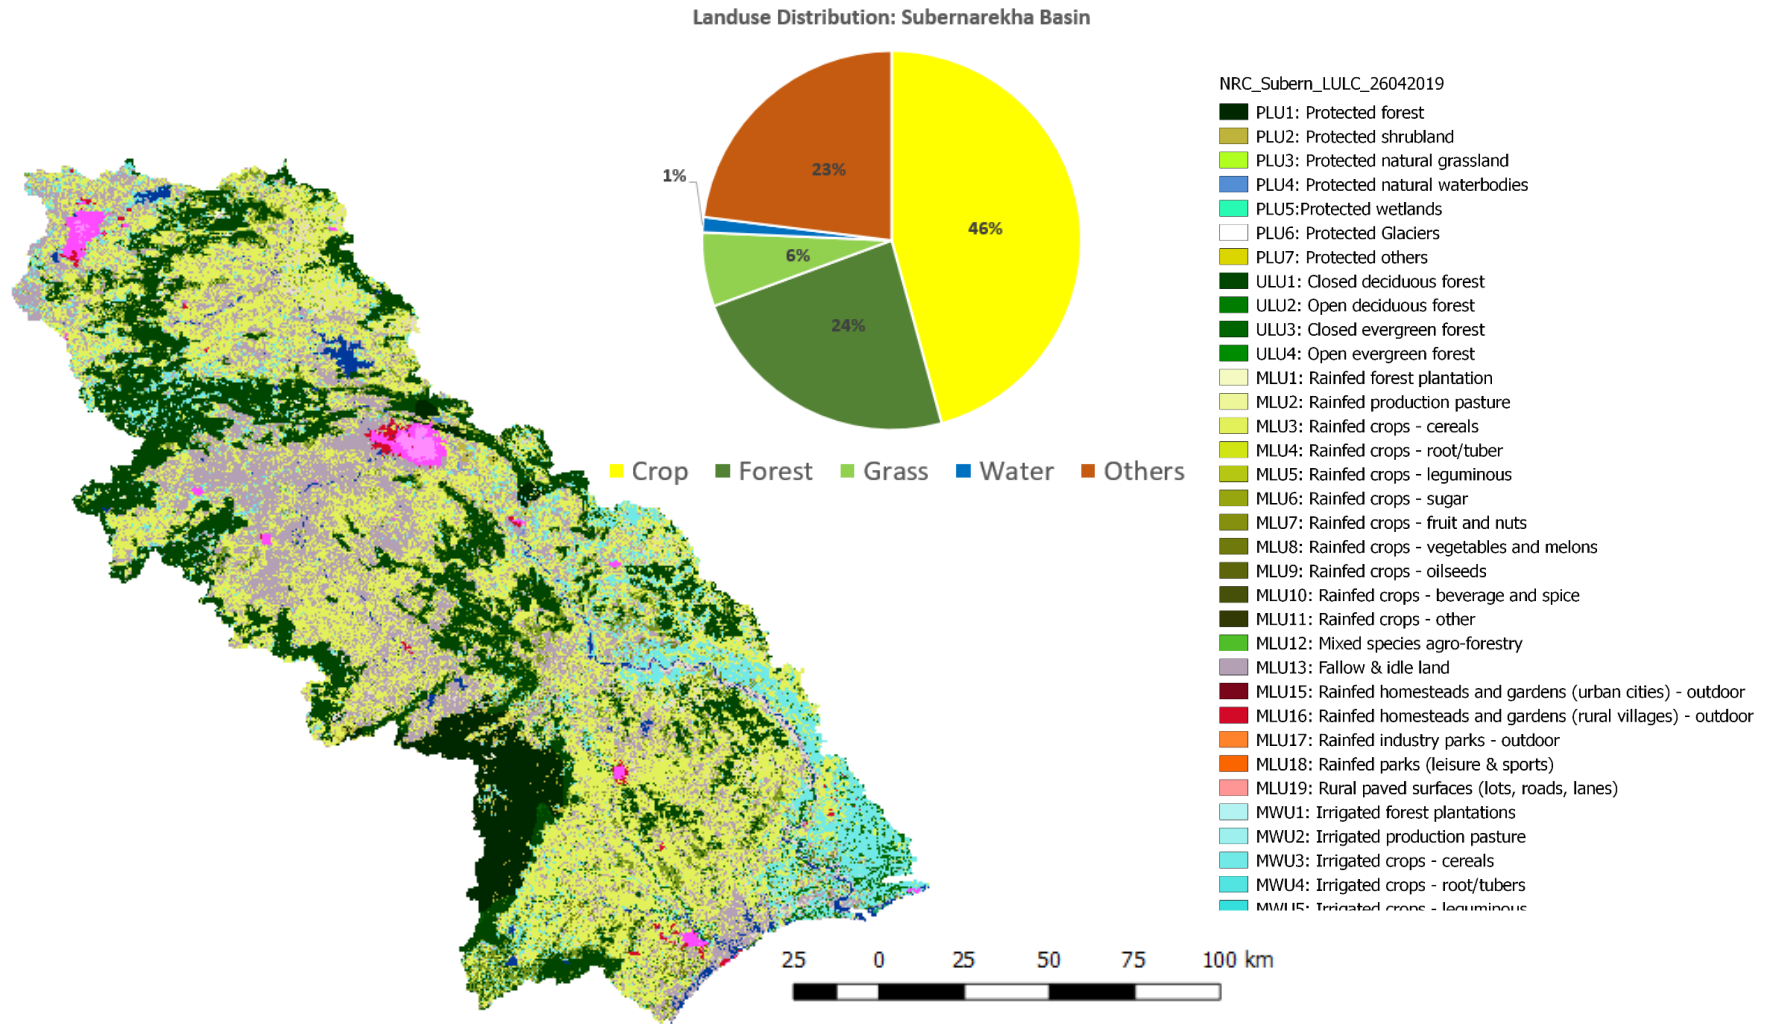 Landuse Distribution: Subernarekha Basin
23%
1%
46%
6%
24%
Crop Forest Grass Water Others
NRC_Subern_LULC_26042019
PLU1: Protected forest
PLU2: Protected shrubland
PLU3: Protected natural grassland
PLU4: Protected natural waterbodies
PLU5:Protected wetlands
PLU6: Protected Glaciers
PLU7: Protected others
ULU1: Closed deciduous forest
ULU2: Open deciduous forest
ULU3: Closed evergreen forest
ULU4: Open evergreen forest
MLU1: Rainfed forest plantation
MLU2: Rainfed production pasture
MLU3: Rainfed crops - cereals
MLU4: Rainfed crops - root/tuber
MLU5: Rainfed crops - leguminous
MLU6: Rainfed crops - sugar
MLU7: Rainfed crops - fruit and nuts
MLU8: Rainfed crops - vegetables and melons
MLU9: Rainfed crops - oilseeds
MLU10: Rainfed crops - beverage and spice
MLU11: Rainfed crops - other
MLU12: Mixed species agro-forestry
MLU13: Fallow & idle land
MLU15: Rainfed homesteads and gardens (urban cities) - outdoor
MLU16: Rainfed homesteads and gardens (rural villages) - outdoor
MLU17: Rainfed industry parks - outdoor
MLU18: Rainfed parks (leisure & sports)
MLU19: Rural paved surfaces (lots, roads, lanes)
MWU1: Irrigated forest plantations
MWU2: Irrigated production pasture
MWU3: Irrigated crops - cereals
MWU4: Irrigated crops - root/tubers
MWU5: Irrigated crops - leguminous
25 0 25 50 75 100 km